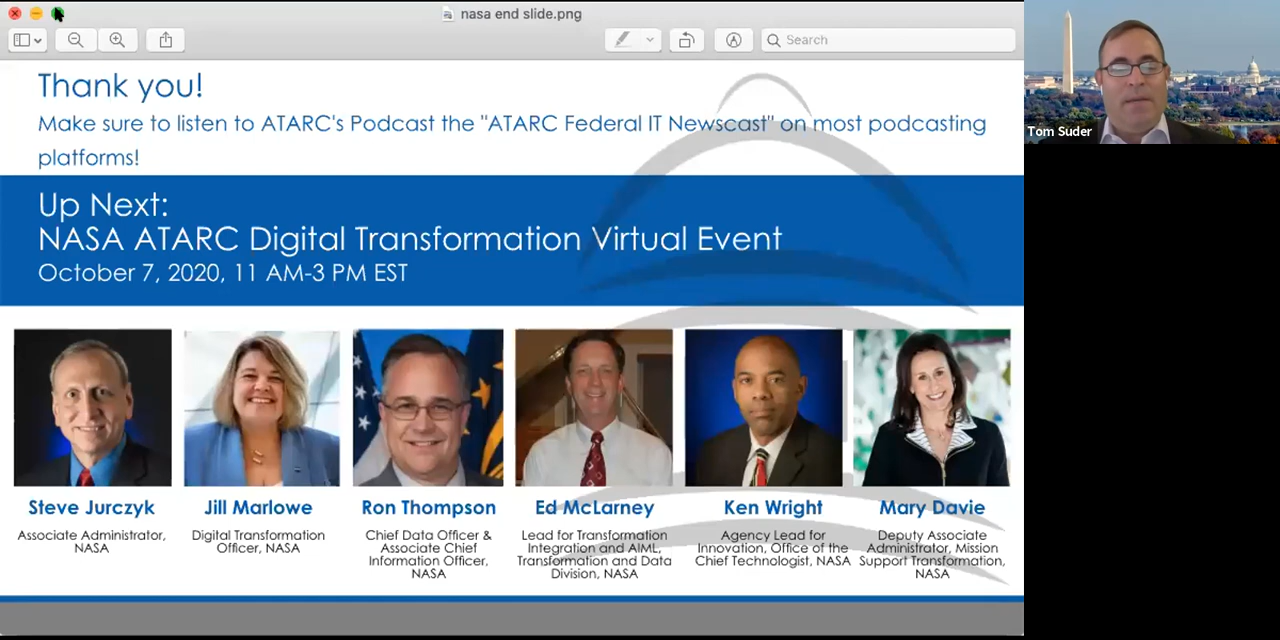 nasa end slide.png
Search
Thank you!
Make sure to listen to ATARC's Podcast the "ATARC Federal IT Newscast" on most podcasting
platforms!
Up Next:
NASA ATARC Digital Transformation Virtual Event
October 7, 2020, 11 AM-3 PM EST
Steve Jurczyk
Associate Administrator,
NASA
Jill Marlowe
Digital Transformation
Officer, NASA
Ron Thompson
Chief Data Officer &
Associate Chief
Information Officer,
NASA
Ed McLarney
Lead for Transformation
Integration and AIML,
Transformation and Data
Division, NASA
Ken Wright
Agency Lead for
Innovation, Office of the
Chief Technologist, NASA
Mary Davie
Deputy Associate
Administrator, Mission
Support Transformation,
NASA
Tom Suder